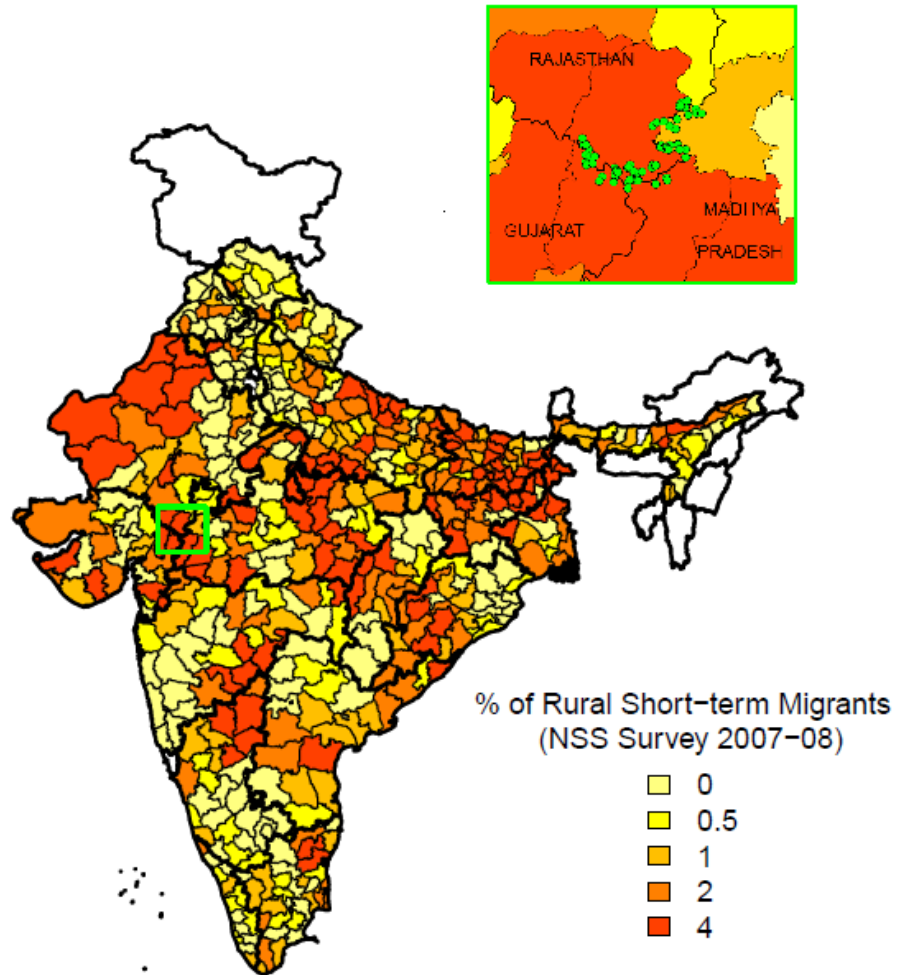 RAJASTHAN
GUJARAT
MADHYA
PRADESH
% of Rural Short−term Migrants
(NSS Survey 2007−08)
0
0.5
1
2
4